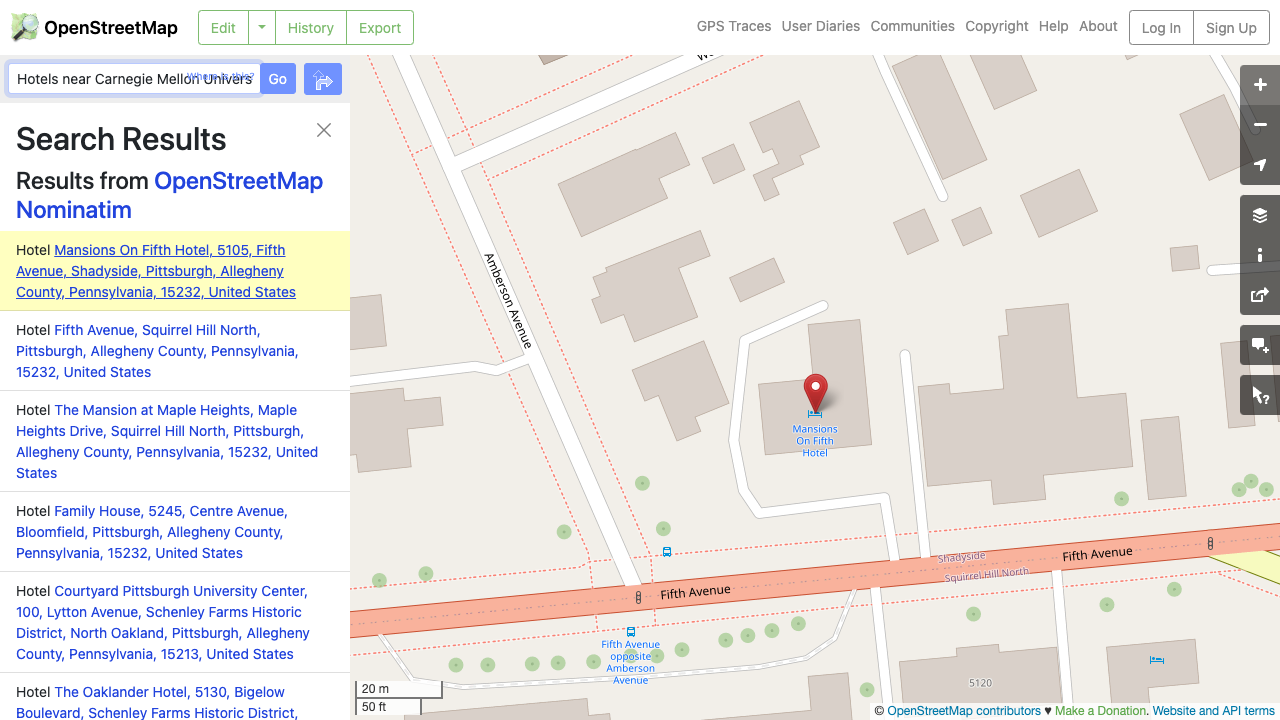 OpenStreetMap
Edit
History
Export
GPS Traces
User Diaries
Communities
Copyright
Help
About
Log In
Sign Up
Hotels near Carnegie Mellon Univers
Where is this?
Go
Search Results
Results from OpenStreetMap
Nominatim
Hotel Mansions On Fifth Hotel, 5105, Fifth
Avenue, Shadyside, Pittsburgh, Allegheny
County, Pennsylvania, 15232, United States
Hotel Fifth Avenue, Squirrel Hill North,
Pittsburgh, Allegheny County, Pennsylvania,
15232, United States
Hotel The Mansion at Maple Heights, Maple
Heights Drive, Squirrel Hill North, Pittsburgh,
Allegheny County, Pennsylvania, 15232, United
States
Hotel Family House, 5245, Centre Avenue,
Bloomfield, Pittsburgh, Allegheny County,
Pennsylvania, 15232, United States
Hotel Courtyard Pittsburgh University Center,
100, Lytton Avenue, Schenley Farms Historic
District, North Oakland, Pittsburgh, Allegheny
County, Pennsylvania, 15213, United States
Hotel The Oaklander Hotel, 5130, Bigelow
Boulevard, Schenley Farms Historic District,
Amberson Avenue
Mansions
On Fifth
Hotel
Shadyside
Squirrel Hill North
Fifth Avenue
Fifth Avenue
Fifth Avenue
opposite
Amberson
Avenue
5120
20 m
50 ft
© OpenStreetMap contributors ♥ Make a Donation. Website and API terms